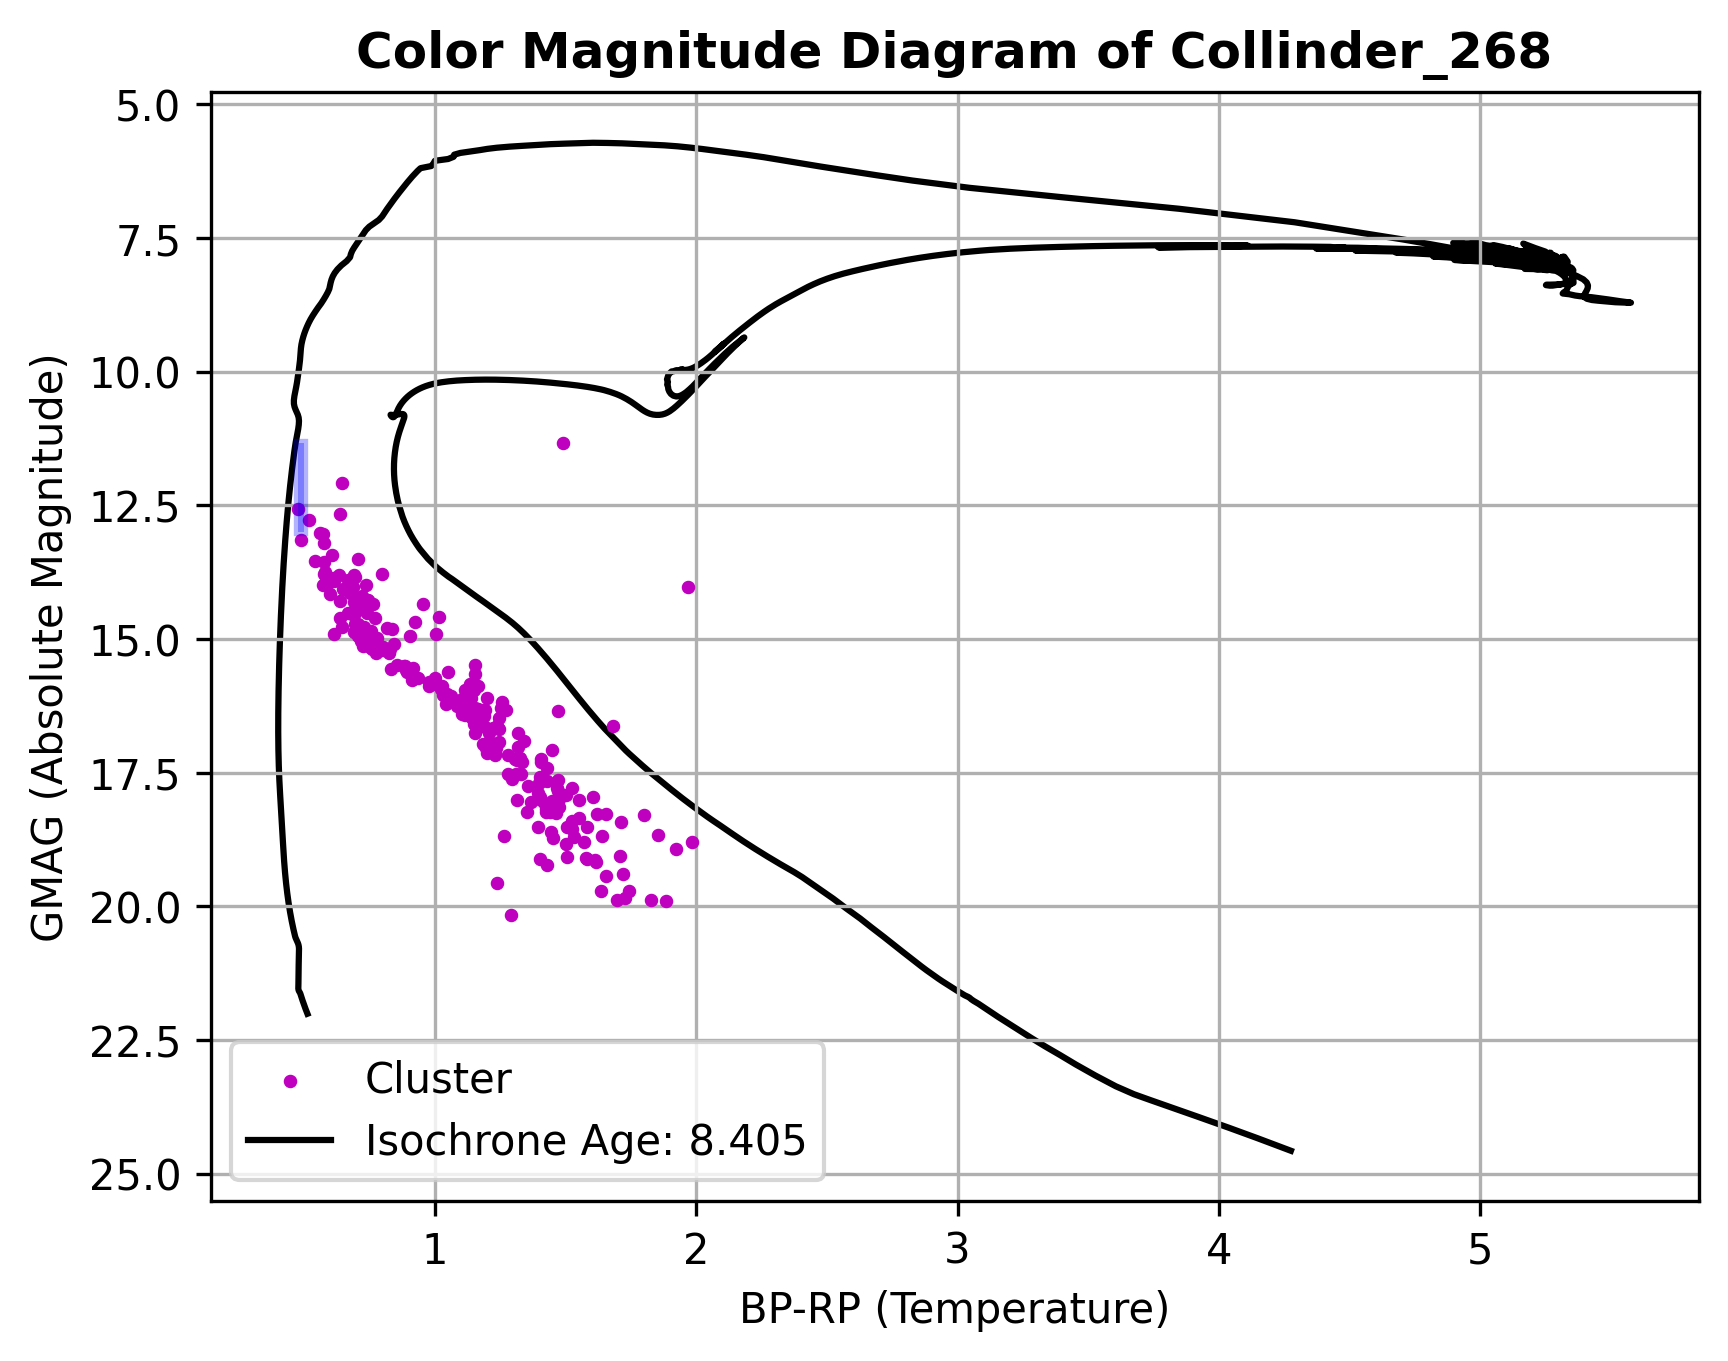 Color Magnitude Diagram of Collinder_268
GMAG (Absolute Magnitude)
5.0
7.5
10.0
12.5
15.0
17.5
20.0
22.5
25.0
Cluster
Isochrone Age: 8.405
1 2 3 4 5
BP-RP (Temperature)